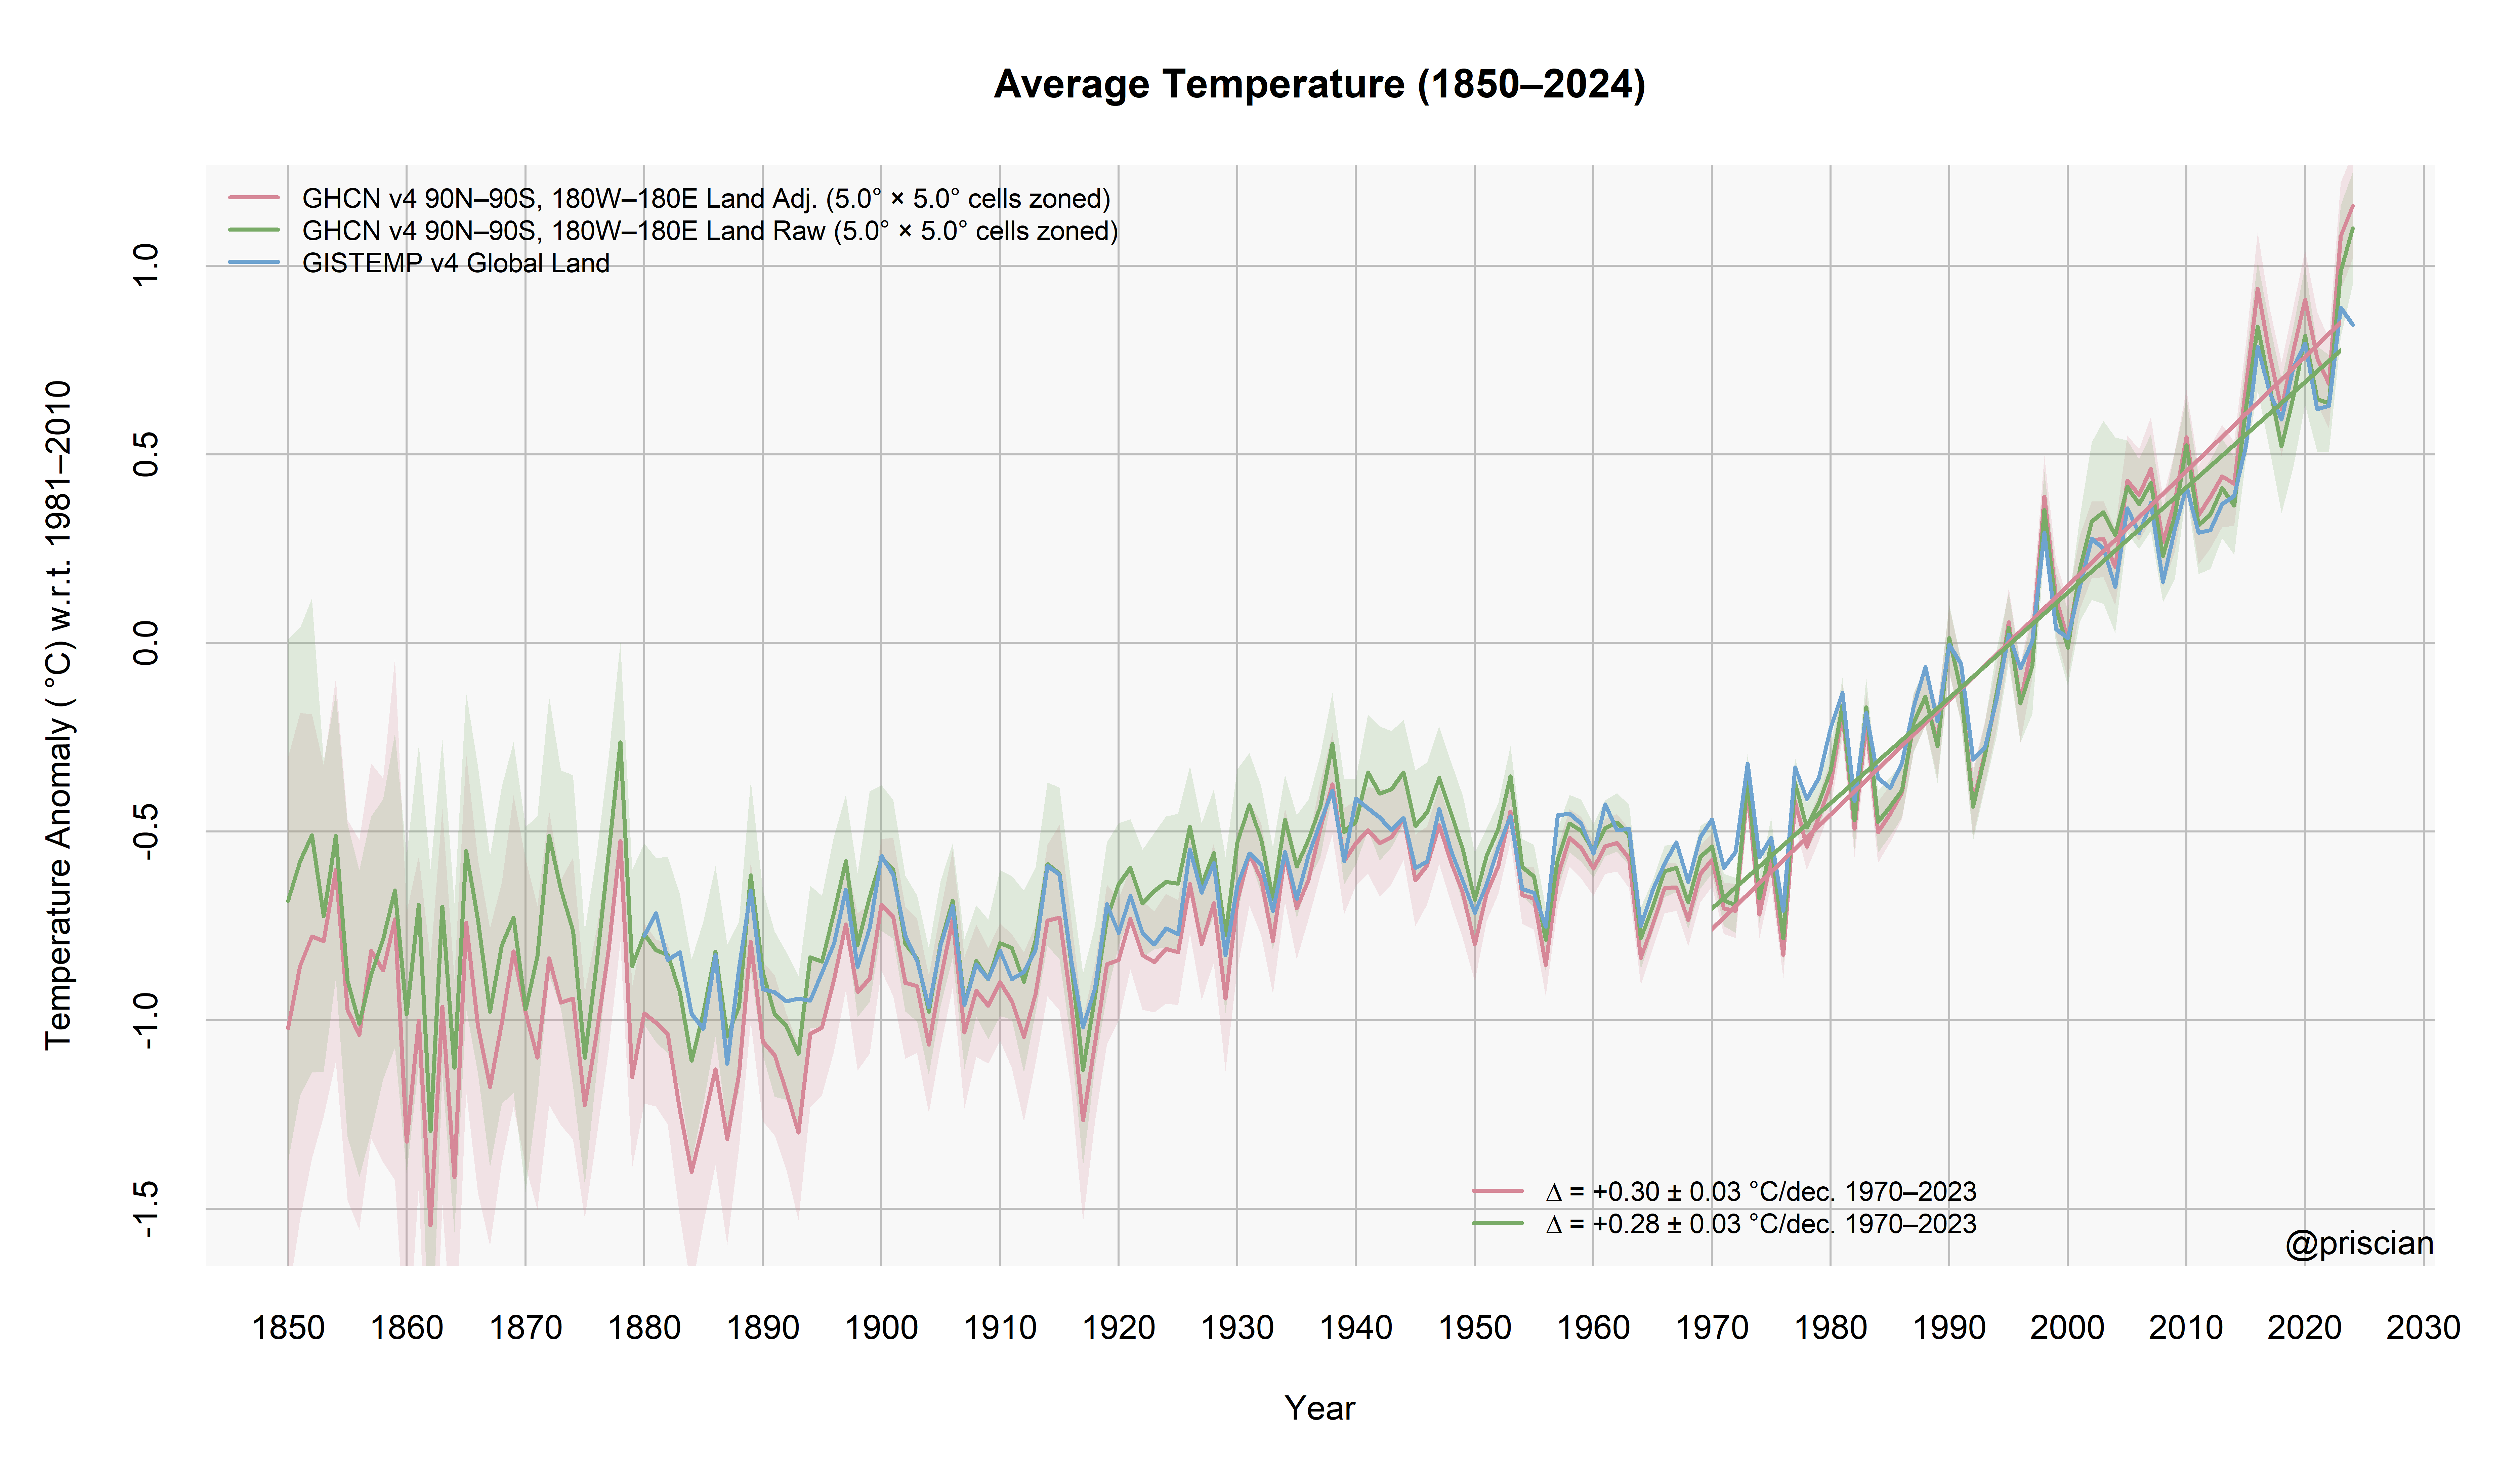 Average Temperature (1850–2024)
GHCN v4 90N–90S, 180W–180E Land Adj. (5.0° × 5.0° cells zoned)
GHCN v4 90N–90S, 180W–180E Land Raw (5.0° × 5.0° cells zoned)
GISTEMP v4 Global Land
Temperature Anomaly ( °C) w.r.t. 1981–2010
1.0
0.5
0.0
-0.5
-1.0
-1.5
Δ = +0.30 ± 0.03 °C/dec. 1970–2023
Δ = +0.28 ± 0.03 °C/dec. 1970–2023
@priscian
1850 1860 1870 1880 1890 1900 1910 1920 1930 1940 1950 1960 1970 1980 1990 2000 2010 2020 2030
Year